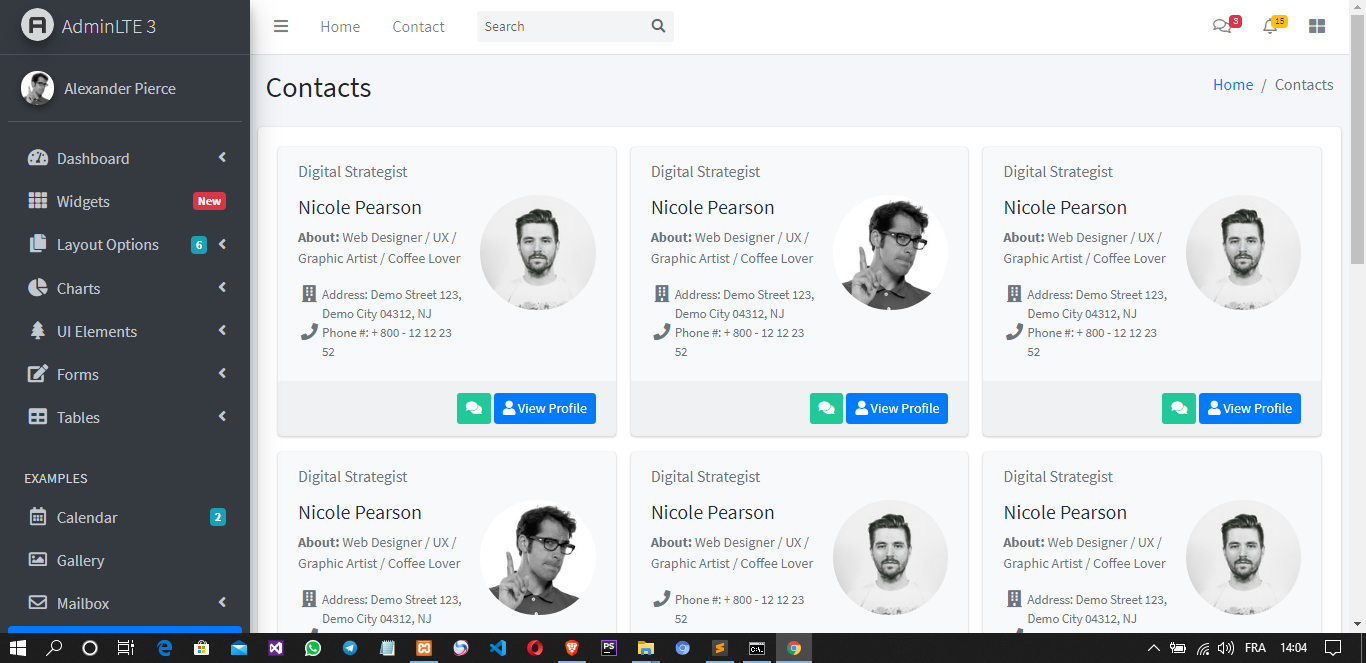 AdminLTE 3
Home
Contact
Search
3
15
Alexander Pierce
Contacts
Home / Contacts
Dashboard
Widgets
New
Layout Options
6
Charts
UI Elements
Forms
Tables
EXAMPLES
Calendar
2
Gallery
Mailbox
Digital Strategist
Nicole Pearson
About: Web Designer / UX /
Graphic Artist / Coffee Lover
Address: Demo Street 123,
Demo City 04312, NJ
Phone #: + 800 - 12 12 23
52
View Profile
Digital Strategist
Nicole Pearson
About: Web Designer / UX /
Graphic Artist / Coffee Lover
Address: Demo Street 123,
Demo City 04312, NJ
Phone #: + 800 - 12 12 23
52
View Profile
Digital Strategist
Nicole Pearson
About: Web Designer / UX /
Graphic Artist / Coffee Lover
Address: Demo Street 123,
Demo City 04312, NJ
Phone #: + 800 - 12 12 23
52
View Profile
Digital Strategist
Nicole Pearson
About: Web Designer / UX /
Graphic Artist / Coffee Lover
Address: Demo Street 123,
Demo City 04312, NJ
Digital Strategist
Nicole Pearson
About: Web Designer / UX /
Graphic Artist / Coffee Lover
Phone #: + 800 - 12 12 23
52
Digital Strategist
Nicole Pearson
About: Web Designer / UX /
Graphic Artist / Coffee Lover
Address: Demo Street 123,
Demo City 04312, NJ
PS
FRA
14:04